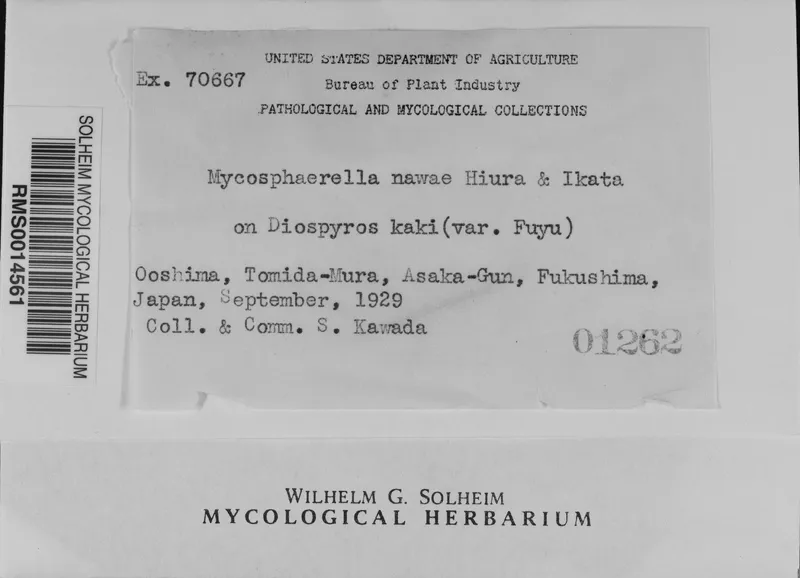 UNITED STATES DEPARTMENT OF AGRICULTURE
Ex. 70667
Bureau of Plant Industry
PATHOLOGICAL AND MYCOLOGICAL COLLECTIONS
Mycosphaerella nawae Hiura & Ikata
on Diospyros kaki(var. Fuyu)
Ooshima, Tomida-Mura, Asaka-Gun, Fukushima,
Japan, September, 1929
Coll. & Comm. S. Kawada
01262
SOLHEIM MYCOLOGICAL HERBARIUM
RMS0014561
WILHELM G. SOLHEIM
MYCOLOGICAL HERBARIUM